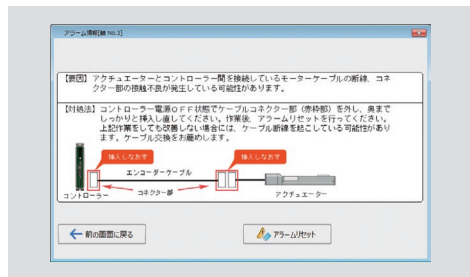 アラーム情報[軸 No.3]
【要因】アクチュエーターとコントローラー間を接続しているモーターケーブルの断線、コネ
クター部の接触不良が発生している可能性があります。
【対処法】コントローラー電源OFF状態でケーブルコネクター部（赤枠部）を外し、奥まで
しっかりと挿入し直してください。作業後、アラームリセットを行ってください。
上記作業をしても改善しない場合には、ケーブル断線を起こしている可能性があり
ます。ケーブル交換をお薦めします。
挿入しなおす
挿入しなおす
エンコーダーケーブル
コネクター部
コントローラー
アクチュエーター
前の画面に戻る
アラームリセット